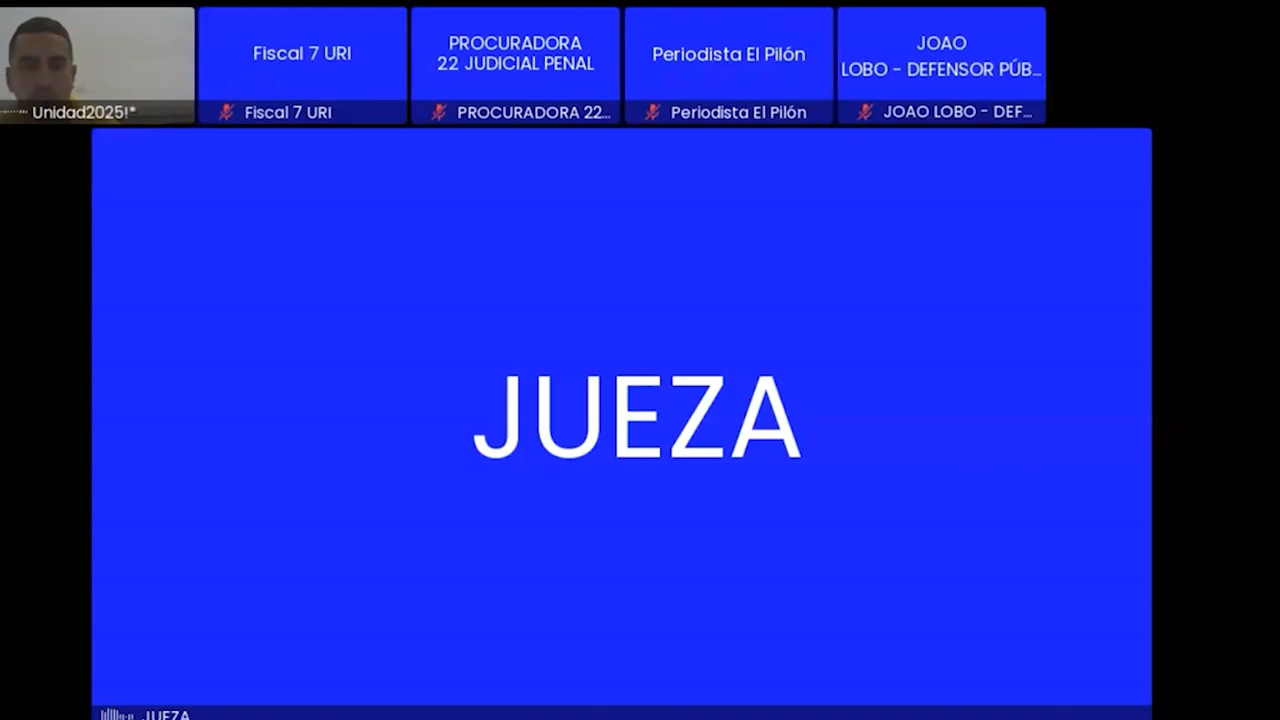 Fiscal 7 URI
PROCURADORA
22 JUDICIAL PENAL
Periodista El Pilón
JOAO
LOBO - DEFENSOR PÚB...
Unidad2025!*
Fiscal 7 URI
PROCURADORA 22...
Periodista El Pilón
JOAO LOBO - DEF...
JUEZA
JUEZA